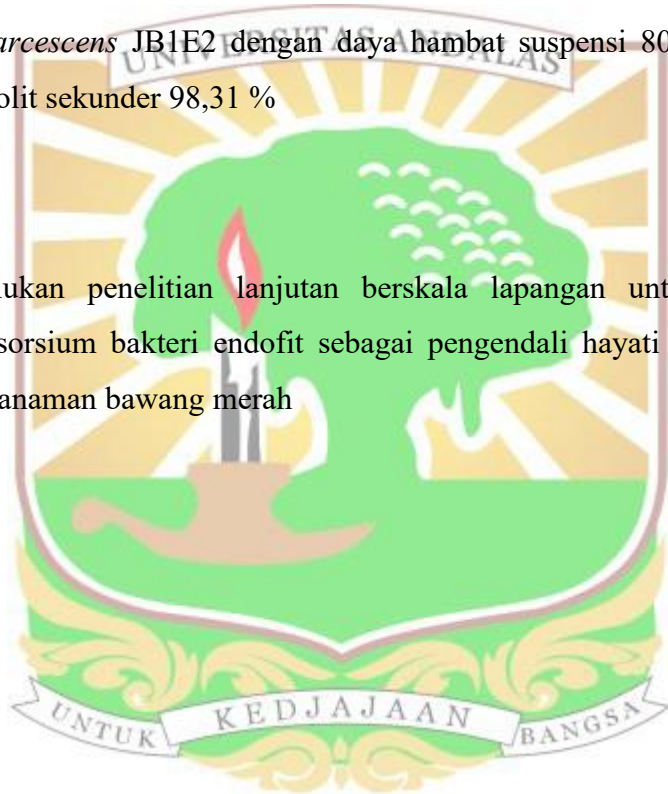 arcescens JB1E2 dengan daya hambat suspensi 80
UNIVERSITAS ANDALAS
olit sekunder 98,31 %
lukan penelitian lanjutan berskala lapangan unt
sorsium bakteri endofit sebagai pengendali hayati
anaman bawang merah
UNTUK KEDJAJAAN BANGSA